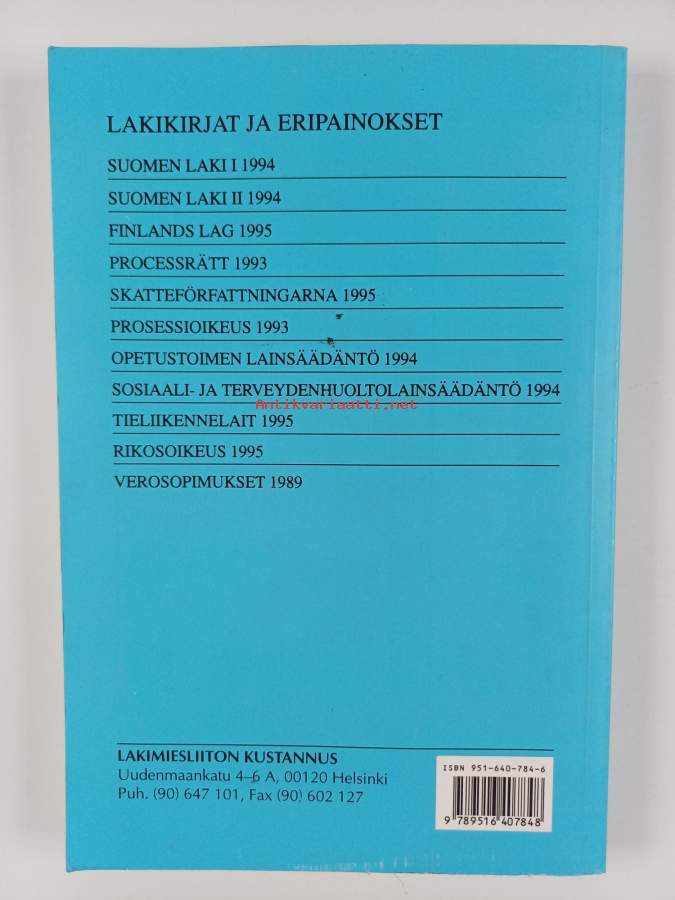 LAKIKIRJAT JA ERIPAINOKSET
SUOMEN LAKI I 1994
SUOMEN LAKI II 1994
FINLANDS LAG 1995
PROCESSRÄTT 1993
SKATTEFÖRFATTNINGARNA 1995
PROSESSIOIKEUS 1993
OPETUSTOIMEN LAINSÄÄDÄNTÖ 1994
SOSIAALI- JA TERVEYDENHUOLTOLAINSÄÄDÄNTÖ 1994
Antikvariaatti.net
TIELIIKENNELAIT 1995
RIKOSOIKEUS 1995
VEROSOPIMUKSET 1989
LAKIMIESLIITON KUSTANNUS
Uudenmaankatu 4–6 A, 00120 Helsinki
Puh. (90) 647 101, Fax (90) 602 127
ISBN 951-640-784-6
9 789516 407848